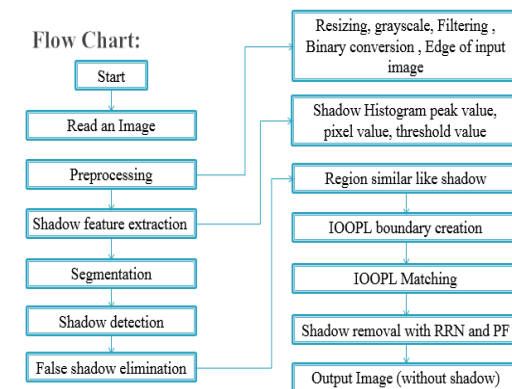 Flow Chart:
Start
Read an Image
Preprocessing
Shadow feature extraction
Segmentation
Shadow detection
False shadow elimination
Resizing, grayscale, Filtering ,
Binary conversion , Edge of input
image
Shadow Histogram peak value,
pixel value, threshold value
Region similar like shadow
IOOPL boundary creation
IOOPL Matching
Shadow removal with RRN and PF
Output Image (without shadow)